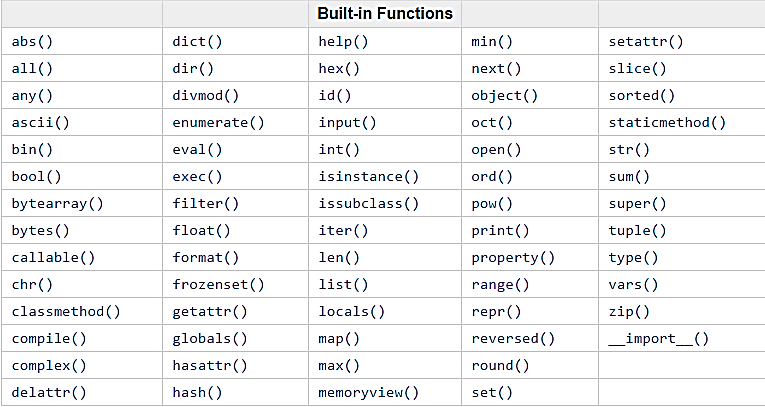 Built-in Functions
abs() dict() help() min() setattr()
all() dir() hex() next() slice()
any() divmod() id() object() sorted()
ascii() enumerate() input() oct() staticmethod()
bin() eval() int() open() str()
bool() exec() isinstance() ord() sum()
bytearray() filter() issubclass() pow() super()
bytes() float() iter() print() tuple()
callable() format() len() property() type()
chr() frozenset() list() range() vars()
classmethod() getattr() locals() repr() zip()
compile() globals() map() reversed() __import__()
complex() hasattr() max() round()
delattr() hash() memoryview() set()